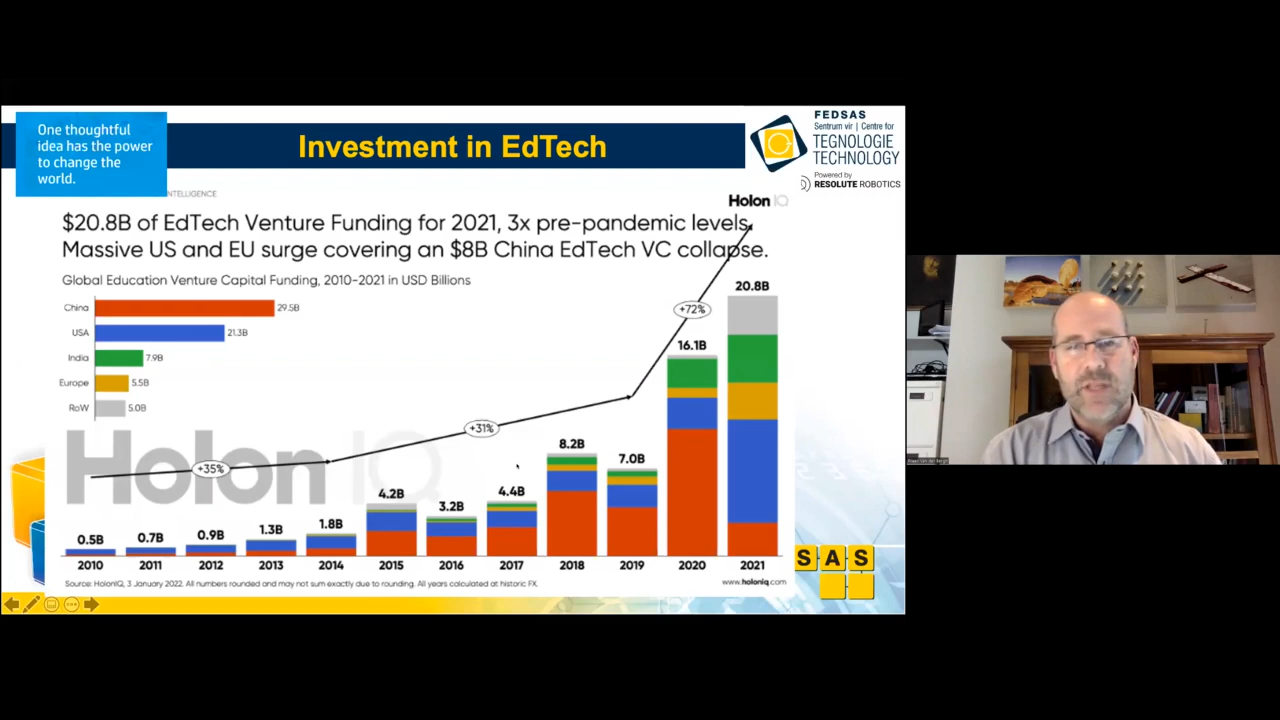 One thoughtful
idea has the power
to change the
world.
Investment in EdTech
FEDSAS
Sentrum vir | Centre for
TEGNOLOGIE
TECHNOLOGY
Powered by
RESOLUTE ROBOTICS
NTELLIGENCE
Holon IQ
$20.8B of EdTech Venture Funding for 2021, 3x pre-pandemic levels.
Massive US and EU surge covering an $8B China EdTech VC collapse.
Global Education Venture Capital Funding, 2010-2021 in USD Billions
China 29.5B
USA 21.3B
India 7.9B
Europe 5.5B
RoW 5.0B
+35%
+31%
+72%
Holon IQ
0.5B 0.7B 0.9B 1.3B 1.8B 4.2B 3.2B 4.4B 8.2B 7.0B 16.1B 20.8B
2010 2011 2012 2013 2014 2015 2016 2017 2018 2019 2020 2021
Source: HolonIQ, 3 January 2022. All numbers rounded and may not sum exactly due to rounding. All years calculated at historic FX.
www.holoniq.com
SAS